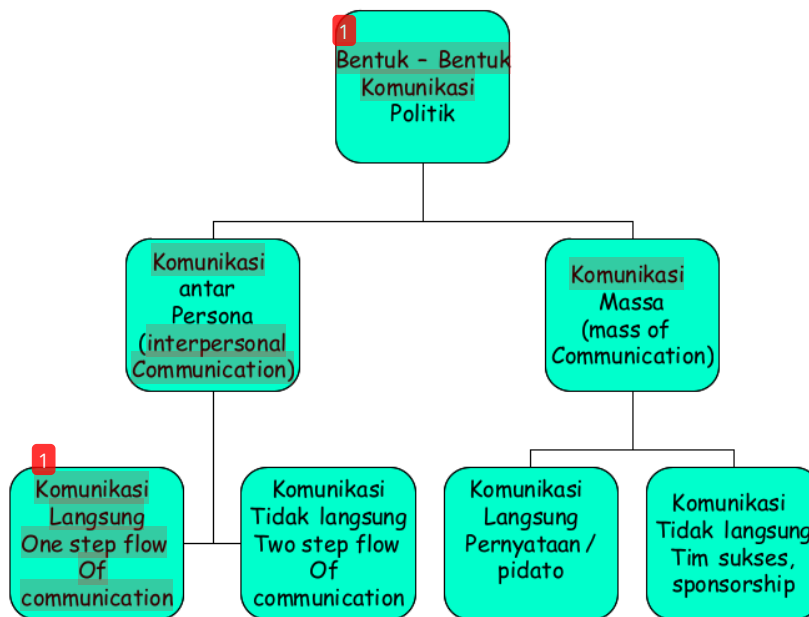 1
Bentuk – Bentuk
Komunikasi
Politik
Komunikasi
antar
Persona
(interpersonal
Communication)
Komunikasi
Massa
(mass of
Communication)
1
Komunikasi
Langsung
One step flow
Of
communication
Komunikasi
Tidak langsung
Two step flow
Of
communication
Komunikasi
Langsung
Pernyataan /
pidato
Komunikasi
Tidak langsung
Tim sukses,
sponsorship